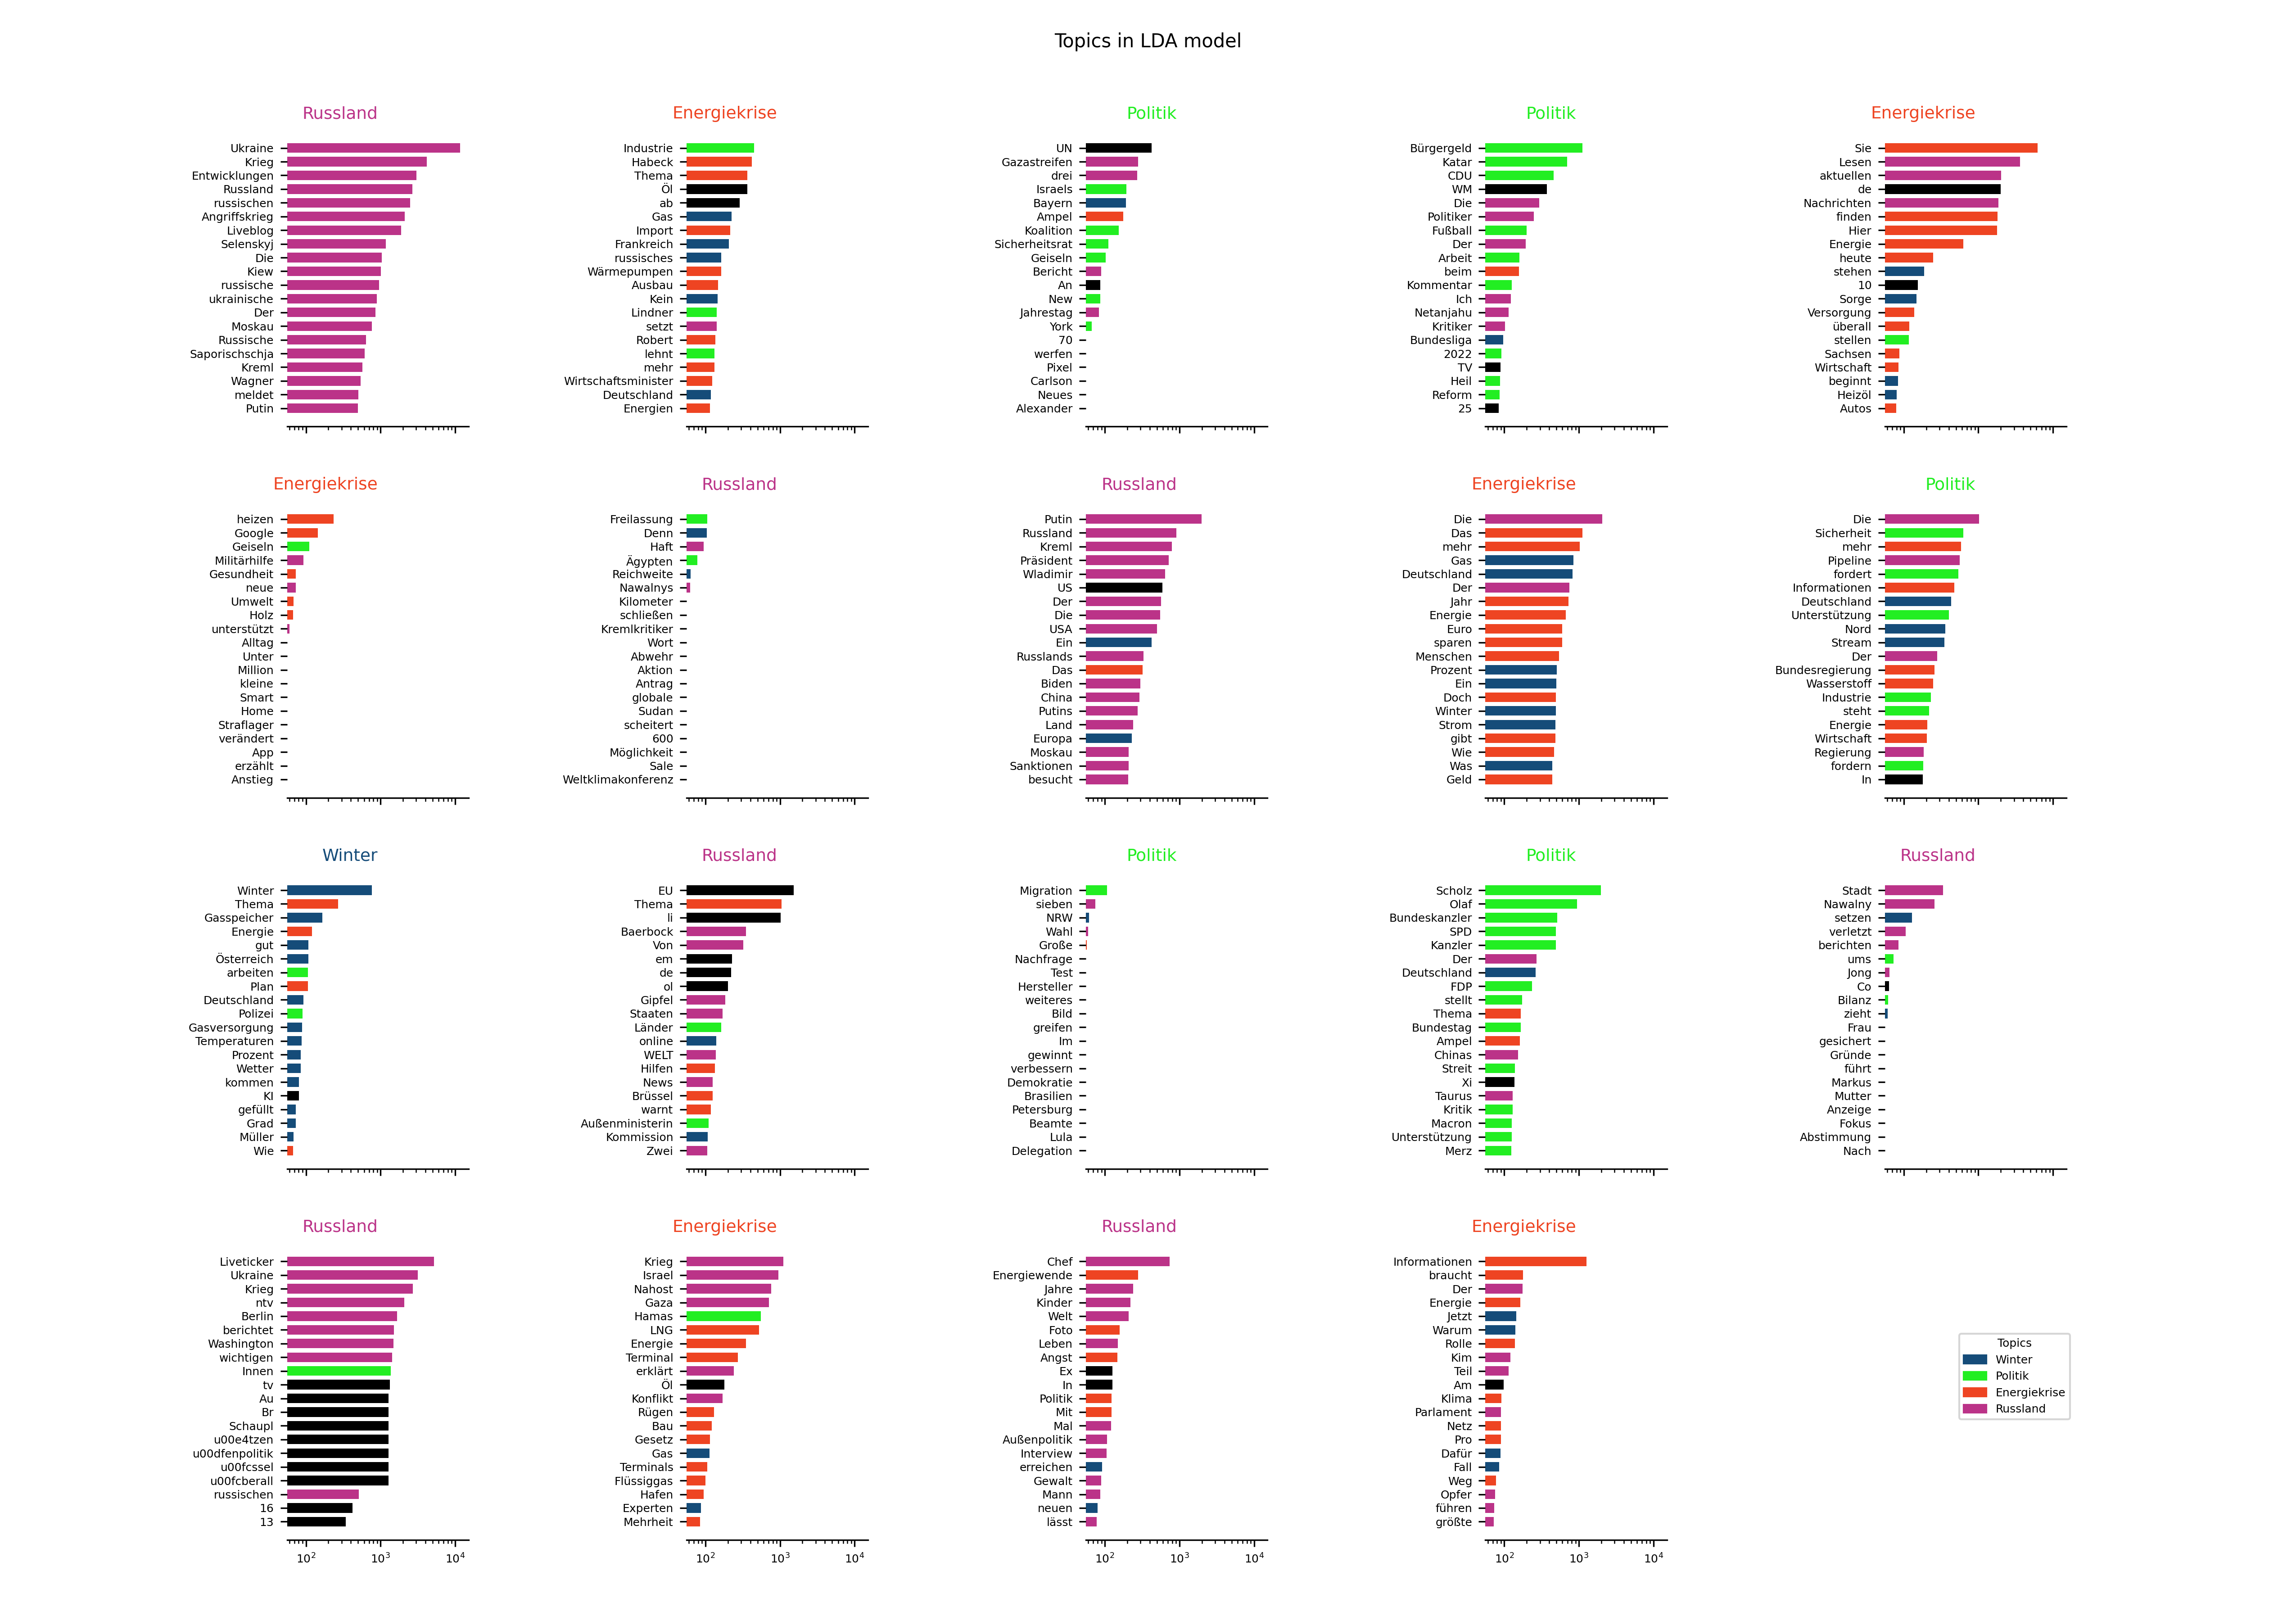 Topics in LDA model
Russland
Ukraine
Krieg
Entwicklungen
Russland
russischen
Angriffskrieg
Liveblog
Selenskyj
Die
Kiew
russische
ukrainische
Der
Moskau
Russische
Saporischschja
Kreml
Wagner
meldet
Putin
Energiekrise
Industrie
Habeck
Thema
Öl
ab
Gas
Import
Frankreich
russisches
Wärmepumpen
Ausbau
Kein
Lindner
setzt
Robert
lehnt
mehr
Wirtschaftsminister
Deutschland
Energien
Politik
UN
Gazastreifen
drei
Israels
Bayern
Ampel
Koalition
Sicherheitsrat
Geiseln
Bericht
An
New
Jahrestag
York
70
werfen
Pixel
Carlson
Neues
Alexander
Politik
Bürgergeld
Katar
CDU
WM
Die
Politiker
Fußball
Der
Arbeit
beim
Kommentar
Ich
Netanjahu
Kritiker
Bundesliga
2022
TV
Heil
Reform
25
Energiekrise
Sie
Lesen
aktuellen
de
Nachrichten
finden
Hier
Energie
heute
stehen
10
Sorge
Versorgung
überall
stellen
Sachsen
Wirtschaft
beginnt
Heizöl
Autos
Energiekrise
heizen
Google
Geiseln
Militärhilfe
Gesundheit
neue
Umwelt
Holz
unterstützt
Alltag
Unter
Million
kleine
Smart
Home
Straflager
verändert
App
erzählt
Anstieg
Russland
Freilassung
Denn
Haft
Ägypten
Reichweite
Nawalnys
Kilometer
schließen
Kremlkritiker
Wort
Abwehr
Aktion
Antrag
globale
Sudan
scheitert
600
Möglichkeit
Sale
Weltklimakonferenz
Russland
Putin
Russland
Kreml
Präsident
Wladimir
US
Der
Die
USA
Ein
Russlands
Das
Biden
China
Putins
Land
Europa
Moskau
Sanktionen
besucht
Energiekrise
Die
Das
mehr
Gas
Deutschland
Der
Jahr
Energie
Euro
sparen
Menschen
Prozent
Ein
Doch
Winter
Strom
gibt
Wie
Was
Geld
Politik
Die
Sicherheit
mehr
Pipeline
fordert
Informationen
Deutschland
Unterstützung
Nord
Stream
Der
Bundesregierung
Wasserstoff
Industrie
steht
Energie
Wirtschaft
Regierung
fordern
In
Winter
Winter
Thema
Gasspeicher
Energie
gut
Österreich
arbeiten
Plan
Deutschland
Polizei
Gasversorgung
Temperaturen
Prozent
Wetter
kommen
KI
gefüllt
Grad
Müller
Wie
Russland
EU
Thema
li
Baerbock
Von
em
de
ol
Gipfel
Staaten
Länder
online
WELT
Hilfen
News
Brüssel
warnt
Außenministerin
Kommission
Zwei
Politik
Migration
sieben
NRW
Wahl
Große
Nachfrage
Test
Hersteller
weiteres
Bild
greifen
Im
gewinnt
verbessern
Demokratie
Brasilien
Petersburg
Beamte
Lula
Delegation
Politik
Scholz
Olaf
Bundeskanzler
SPD
Kanzler
Der
Deutschland
FDP
stellt
Thema
Bundestag
Ampel
Chinas
Streit
Xi
Taurus
Kritik
Macron
Unterstützung
Merz
Russland
Stadt
Nawalny
setzen
verletzt
berichten
ums
Jong
Co
Bilanz
zieht
Frau
gesichert
Gründe
führt
Markus
Mutter
Anzeige
Fokus
Abstimmung
Nach
Russland
Liveticker
Ukraine
Krieg
ntv
Berlin
berichtet
Washington
wichtigen
Innen
tv
Au
Br
Schaupl
u00e4tzen
u00dfenpolitik
u00fcssel
u00fcberall
russischen
16
13
10² 10³ 10⁴
Energiekrise
Krieg
Israel
Nahost
Gaza
Hamas
LNG
Energie
Terminal
erklärt
Öl
Konflikt
Rügen
Bau
Gesetz
Gas
Terminals
Flüssiggas
Hafen
Experten
Mehrheit
10² 10³ 10⁴
Russland
Chef
Energiewende
Jahre
Kinder
Welt
Foto
Leben
Angst
Ex
In
Politik
Mit
Mal
Außenpolitik
Interview
erreichen
Gewalt
Mann
neuen
lässt
10² 10³ 10⁴
Energiekrise
Informationen
braucht
Der
Energie
Jetzt
Warum
Rolle
Kim
Teil
Am
Klima
Parlament
Netz
Pro
Dafür
Fall
Weg
Opfer
führen
größte
10² 10³ 10⁴
Topics
Winter
Politik
Energiekrise
Russland